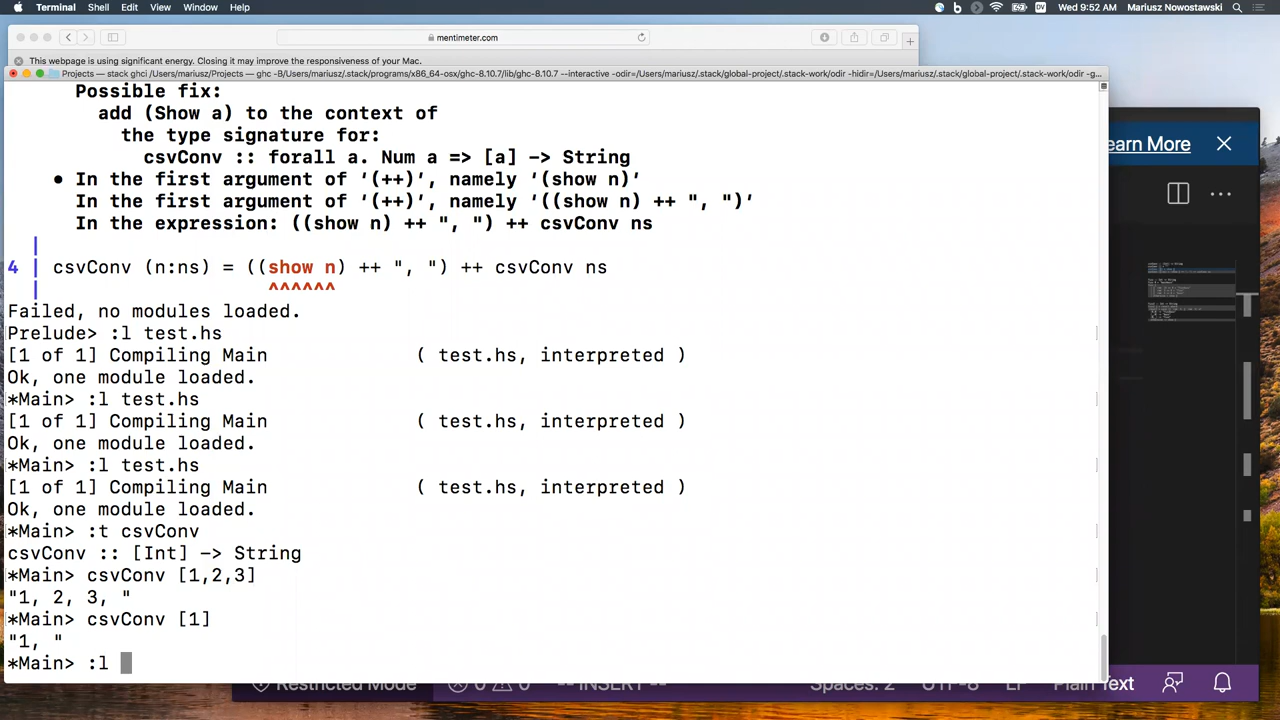 Terminal Shell Edit View Window Help DV Wed 9:52 AM Mariusz Nowostawski
mentimeter.com
This webpage is using significant energy. Closing it may improve the responsiveness of your Mac.
Projects — stack ghci /Users/mariusz/Projects — ghc -B/Users/mariusz/.stack/programs/x86_64-osx/ghc-8.10.7/lib/ghc-8.10.7 --interactive -odir=/Users/mariusz/.stack/global-project/.stack-work/odir -hidir=/Users/mariusz/.stack/global-project/.stack-work/odir -g...
Possible fix:
add (Show a) to the context of
the type signature for:
csvConv :: forall a. Num a => [a] -> String
• In the first argument of ‘(++)’, namely ‘(show n)’
In the first argument of ‘(++)’, namely ‘((show n) ++ ", ")’
In the expression: ((show n) ++ ", ") ++ csvConv ns
|
4 | csvConv (n:ns) = ((show n) ++ ", ") ++ csvConv ns
| ^^^^^^
Failed, no modules loaded.
Prelude> :l test.hs
[1 of 1] Compiling Main ( test.hs, interpreted )
Ok, one module loaded.
*Main> :l test.hs
[1 of 1] Compiling Main ( test.hs, interpreted )
Ok, one module loaded.
*Main> :l test.hs
[1 of 1] Compiling Main ( test.hs, interpreted )
Ok, one module loaded.
*Main> :t csvConv
csvConv :: [Int] -> String
*Main> csvConv [1,2,3]
"1, 2, 3, "
*Main> csvConv [1]
"1, "
*Main> :l
earn More
Restricted Mode 0 0 -- INSERT -- Spaces: 2 UTF-8 LF Plain Text